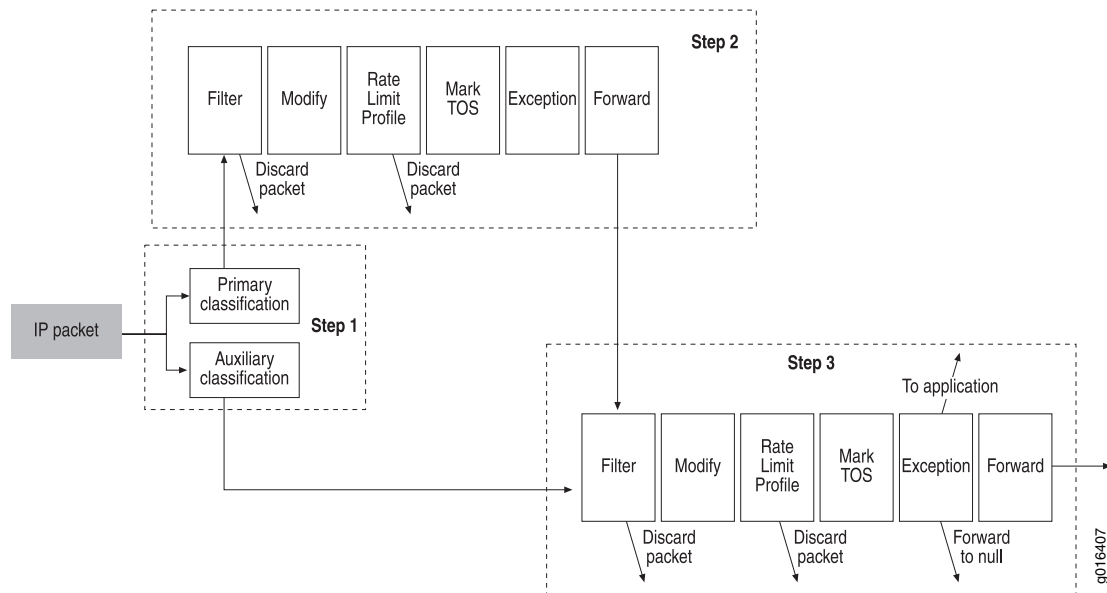 Step 2
Filter
Modify
Rate
Limit
Profile
Mark
TOS
Exception
Forward
Discard
packet
Discard
packet
Primary
classification
Step 1
IP packet
Auxiliary
classification
Step 3
To application
Filter
Modify
Rate
Limit
Profile
Mark
TOS
Exception
Forward
Discard
packet
Discard
packet
Forward
to null
g016407